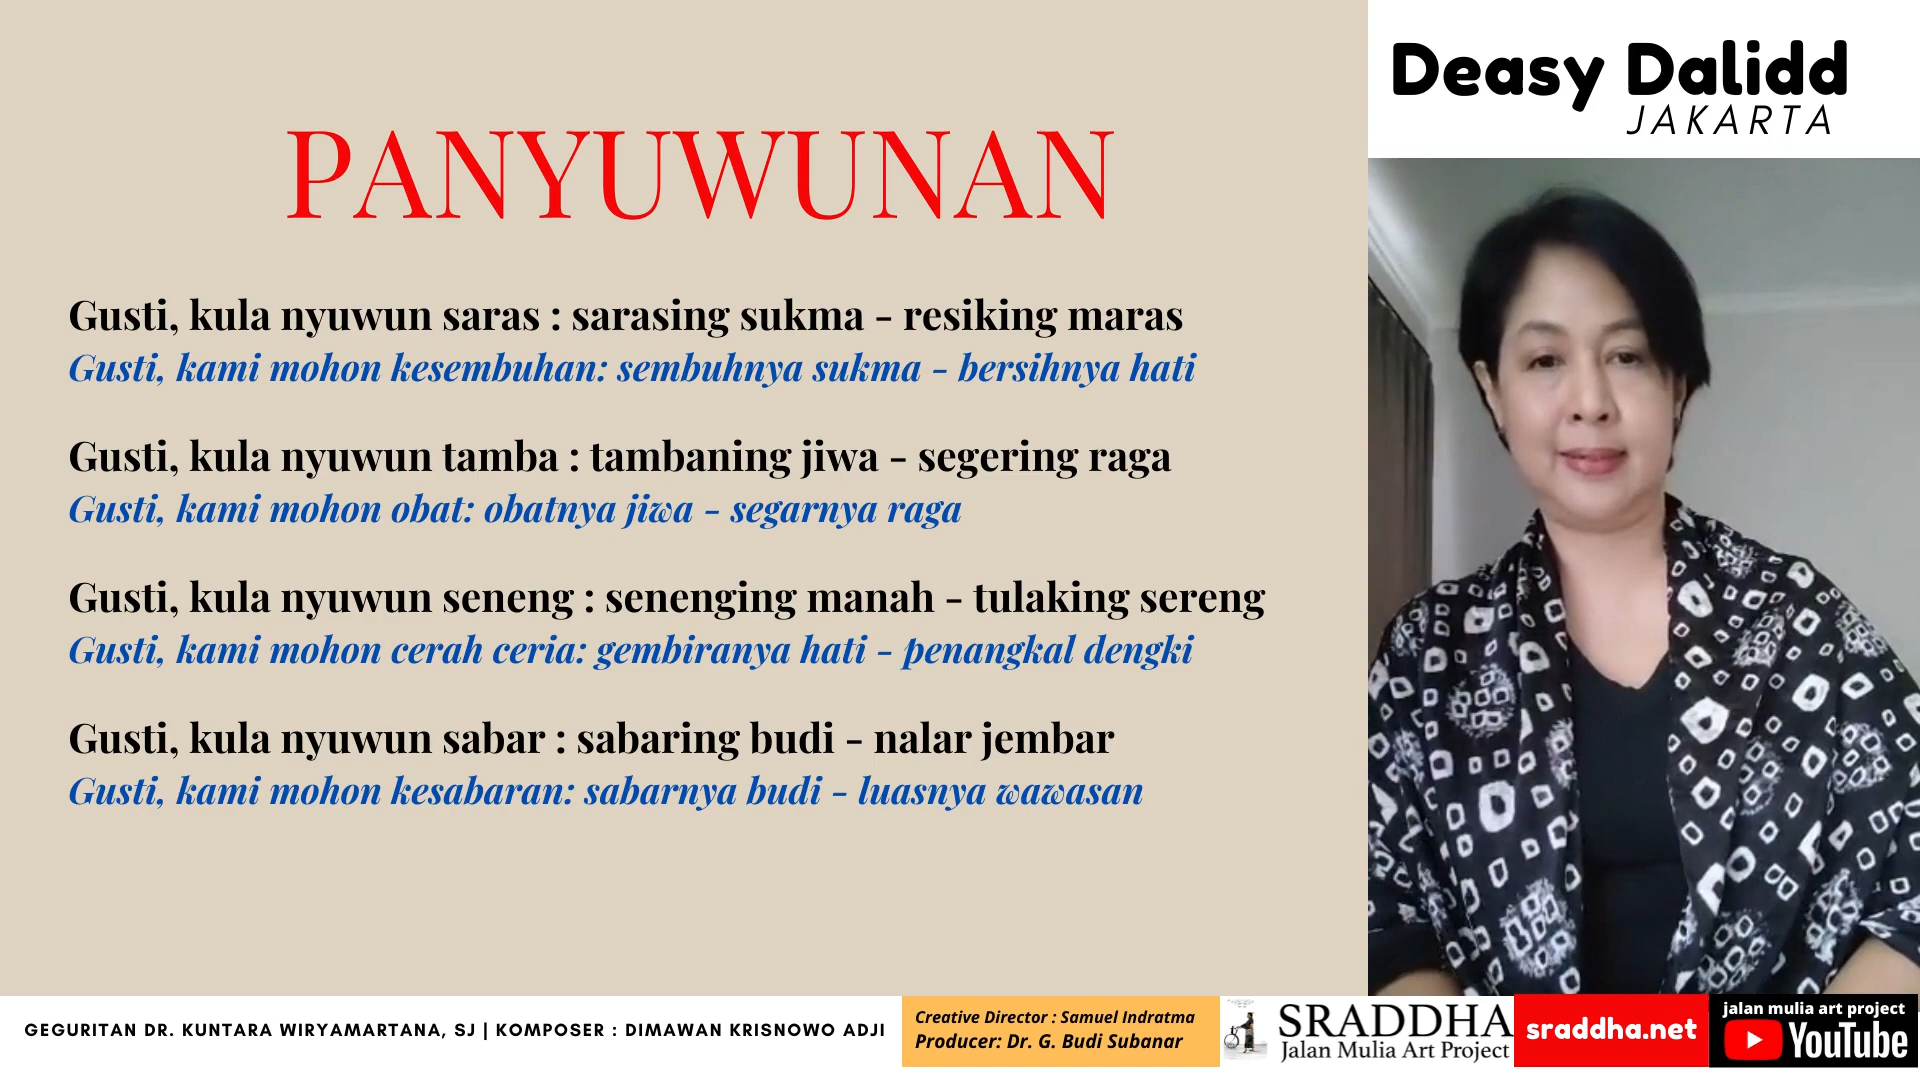 PANYUWUNAN
Gusti, kula nyuwun saras : sarasing sukma - resiking maras
Gusti, kami mohon kesembuhan: sembuhnya sukma - bersihnya hati
Gusti, kula nyuwun tamba : tambaning jiwa - segering raga
Gusti, kami mohon obat: obatnya jiwa - segarnya raga
Gusti, kula nyuwun seneng : senenging manah - tulaking sereng
Gusti, kami mohon cerah ceria: gembiranya hati - penangkal dengki
Gusti, kula nyuwun sabar : sabaring budi - nalar jembar
Gusti, kami mohon kesabaran: sabarnya budi - luasnya wawasan
Deasy Dalidd
JAKARTA
GEGURITAN DR. KUNTARA WIRYAMARTANA, SJ | KOMPOSER : DIMAWAN KRISNOWO ADJI
Creative Director : Samuel Indratma
Producer: Dr. G. Budi Subanar
SRADDHA
Jalan Mulia Art Project
sraddha.net
jalan mulia art project
YouTube